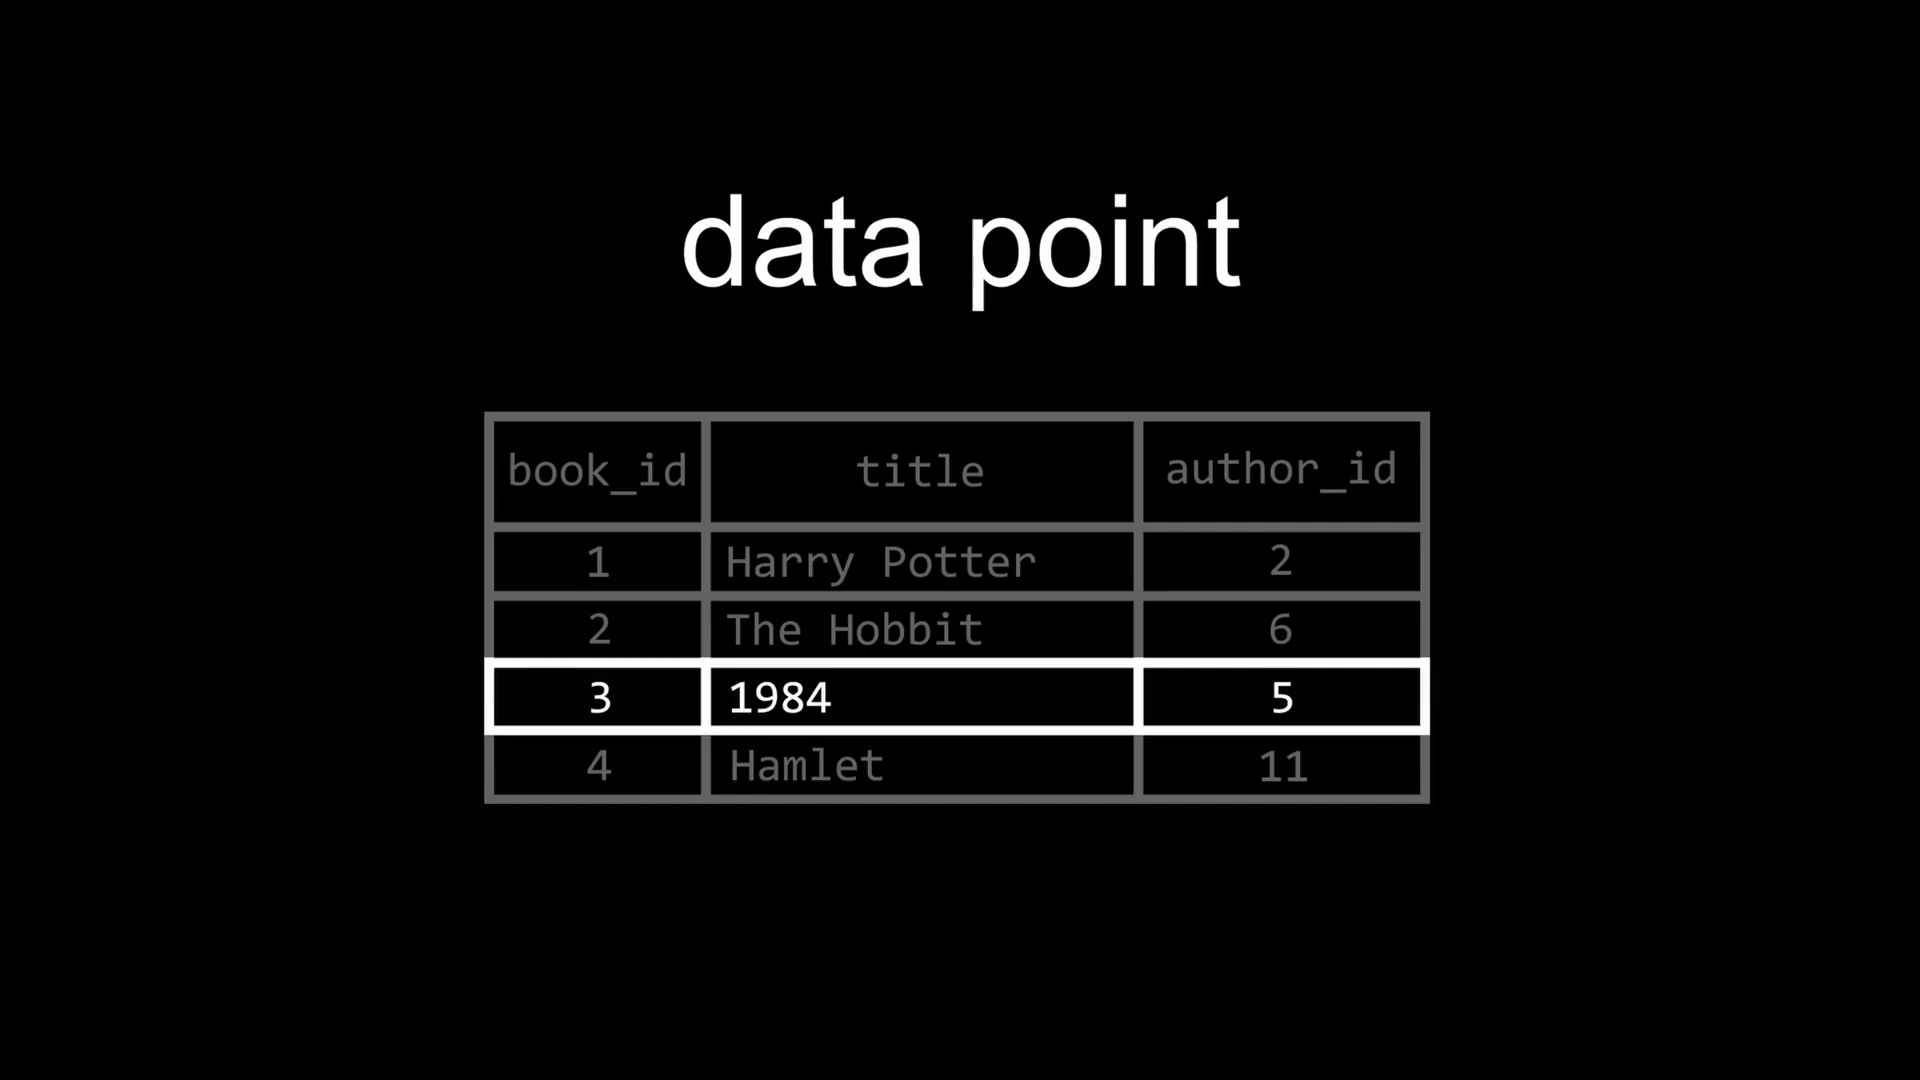 data point
book_id title author_id
1 Harry Potter 2
2 The Hobbit 6
3 1984 5
4 Hamlet 11